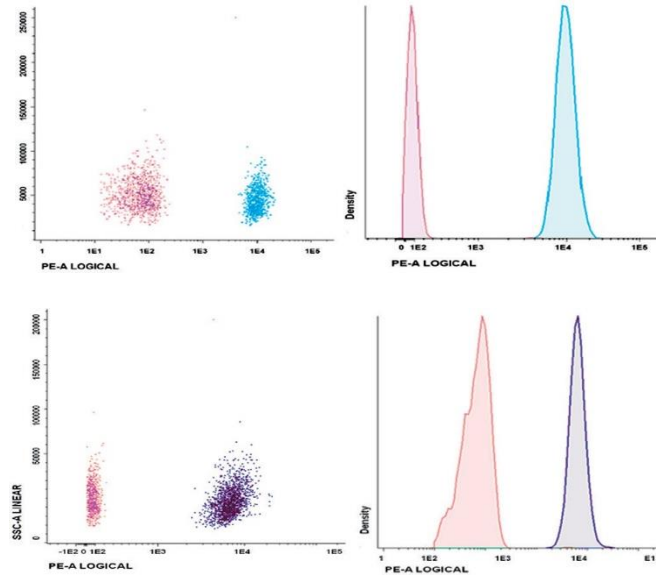 250000
200000
150000
100000
5000
1 1E1 1E2 1E3 1E4 1E5
PE-A LOGICAL
Density
0 1E2 1E3 1E4 1E5
PE-A LOGICAL
SSC-A LINEAR
200000
150000
100000
50000
0
-1E2 0 1E2 1E3 1E4 1E5
PE-A LOGICAL
Density
1 1E2 1E3 1E4 E1
PE-A LOGICAL